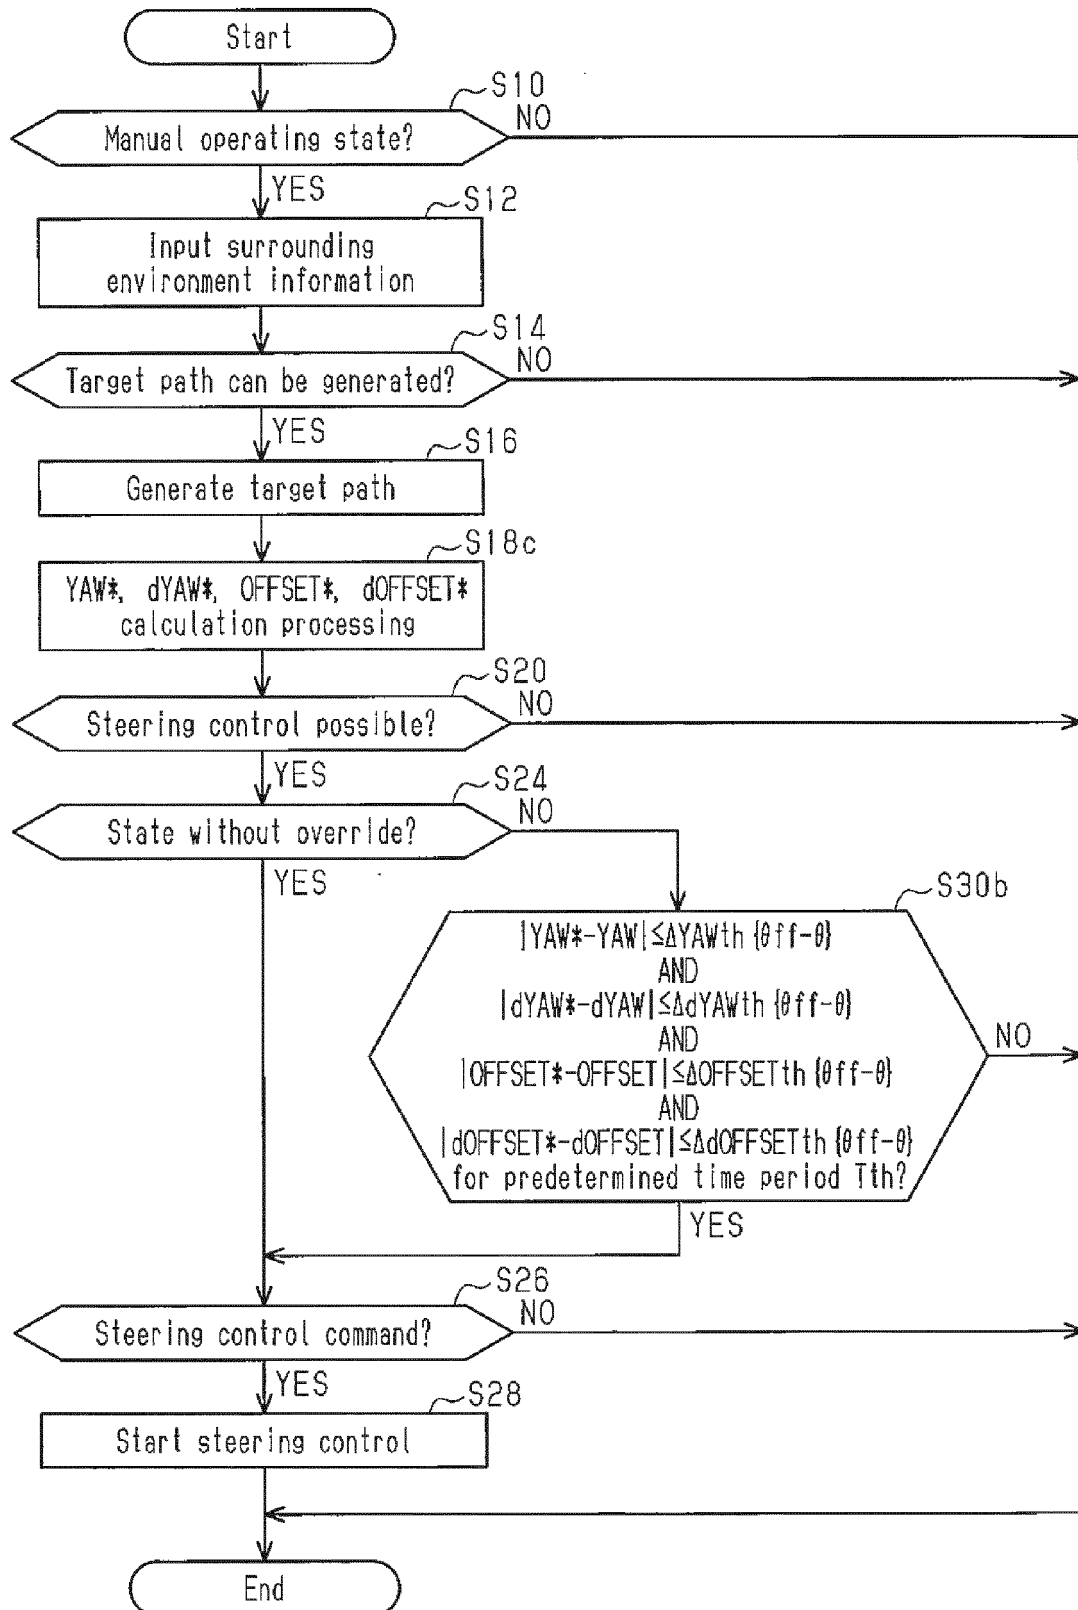 Start
S10
Manual operating state?
NO
YES
S12
Input surrounding
environment information
S14
Target path can be generated?
NO
YES
S16
Generate target path
S18c
YAW*, dYAW*, OFFSET*, dOFFSET*
calculation processing
S20
Steering control possible?
NO
YES
S24
State without override?
NO
YES
S30b
|YAW*-YAW|≤ΔYAWth{θff-θ}
AND
|dYAW*-dYAW|≤ΔdYAWth{θff-θ}
AND
|OFFSET*-OFFSET|≤ΔOFFSETth{θff-θ}
AND
|dOFFSET*-dOFFSET|≤ΔdOFFSETth{θff-θ}
for predetermined time period Tth?
NO
YES
S26
Steering control command?
NO
YES
S28
Start steering control
End